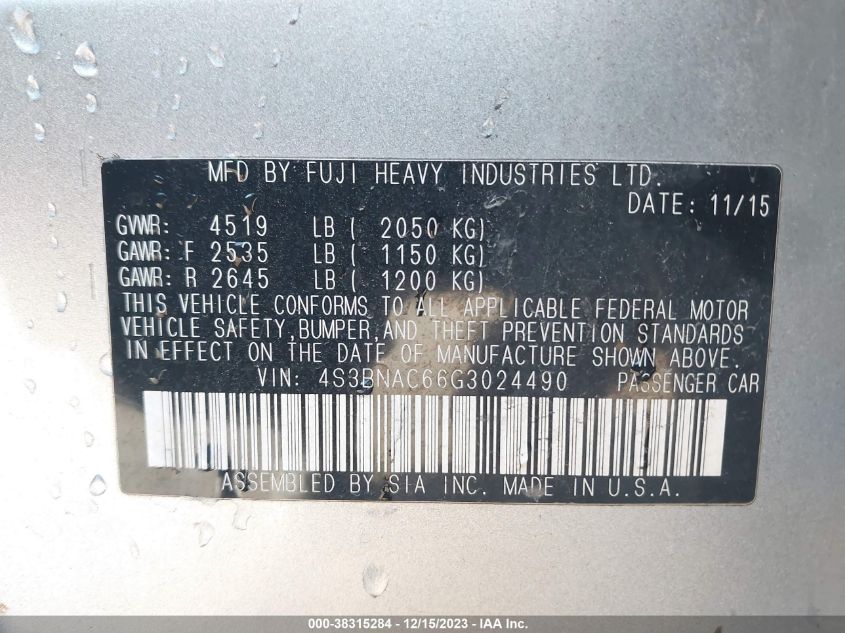 MFD BY FUJI HEAVY INDUSTRIES LTD.
DATE: 11/15
GVWR: 4519 LB ( 2050 KG)
GAWR: F 2535 LB ( 1150 KG)
GAWR: R 2645 LB ( 1200 KG)
THIS VEHICLE CONFORMS TO ALL APPLICABLE FEDERAL MOTOR
VEHICLE SAFETY, BUMPER, AND THEFT PREVENTION STANDARDS
IN EFFECT ON THE DATE OF MANUFACTURE SHOWN ABOVE.
VIN: 4S3BNAC66G3024490 PASSENGER CAR
ASSEMBLED BY SIA INC. MADE IN U.S.A.
000-38315284 - 12/15/2023 - IAA Inc.